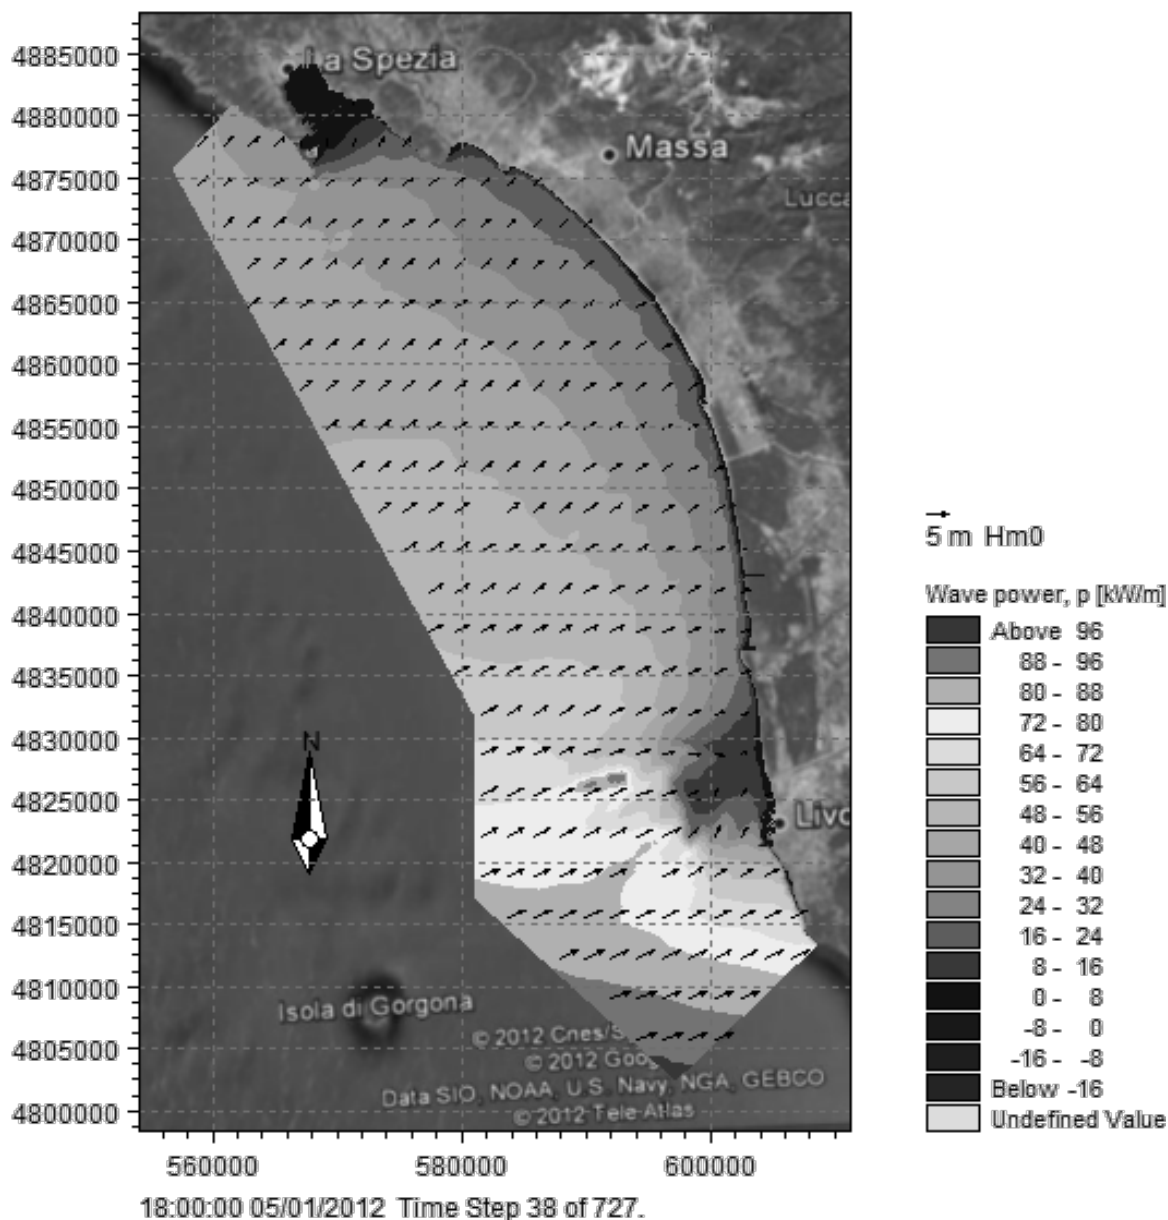 4885000
4880000
4875000
4870000
4865000
4860000
4855000
4850000
4845000
4840000
4835000
4830000
4825000
4820000
4815000
4810000
4805000
4800000
La Spezia
Massa
Lucca
N
Livo
Isola di Gorgona
© 2012 Cnes/S
© 2012 Goog
Data SIO, NOAA, U.S. Navy, NGA, GEBCO
© 2012 Tele Atlas
560000 580000 600000
18:00:00 05/01/2012 Time Step 38 of 727.
5 m Hm0
Wave power, p [kW/m]
Above 96
88 - 96
80 - 88
72 - 80
64 - 72
56 - 64
48 - 56
40 - 48
32 - 40
24 - 32
16 - 24
8 - 16
0 - 8
-8 - 0
-16 - -8
Below -16
Undefined Value